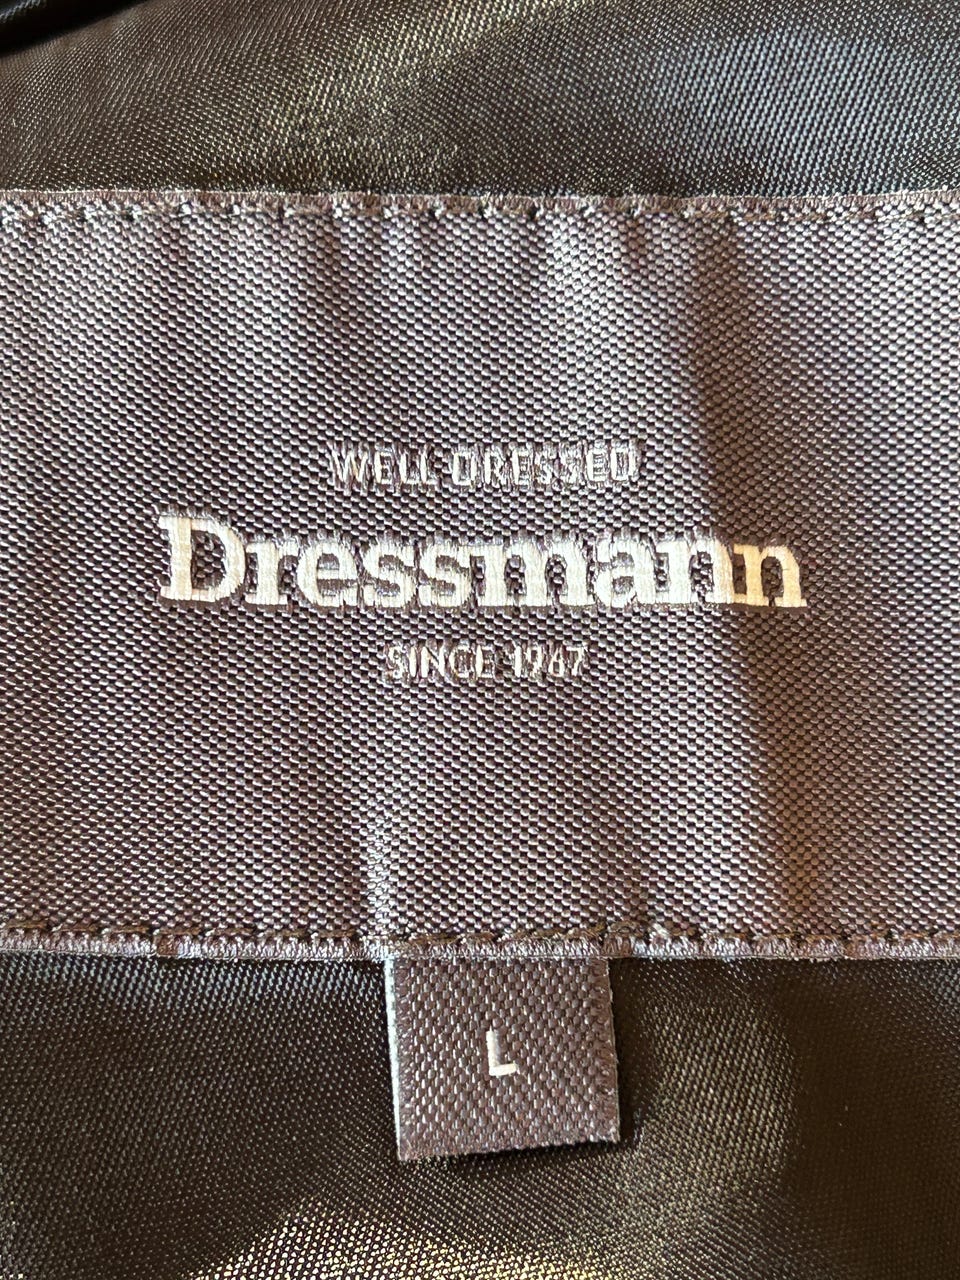 WELL DRESSED
Dressmann
SINCE 1967
L